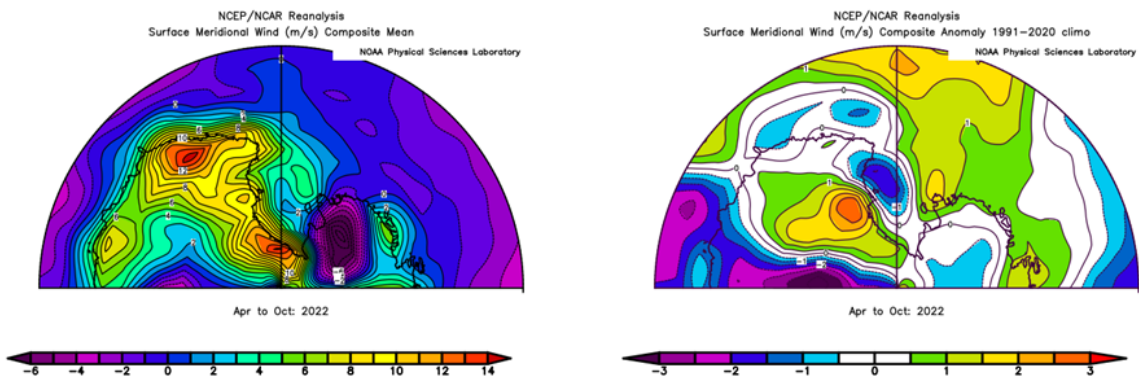 NCEP/NCAR Reanalysis
Surface Meridional Wind (m/s) Composite Mean
NOAA Physical Sciences Laboratory
Apr to Oct: 2022
−6 −4 −2 0 2 4 6 8 10 12 14
NCEP/NCAR Reanalysis
Surface Meridional Wind (m/s) Composite Anomaly 1991−2020 climo
NOAA Physical Sciences Laboratory
Apr to Oct: 2022
−3 −2 −1 0 1 2 3